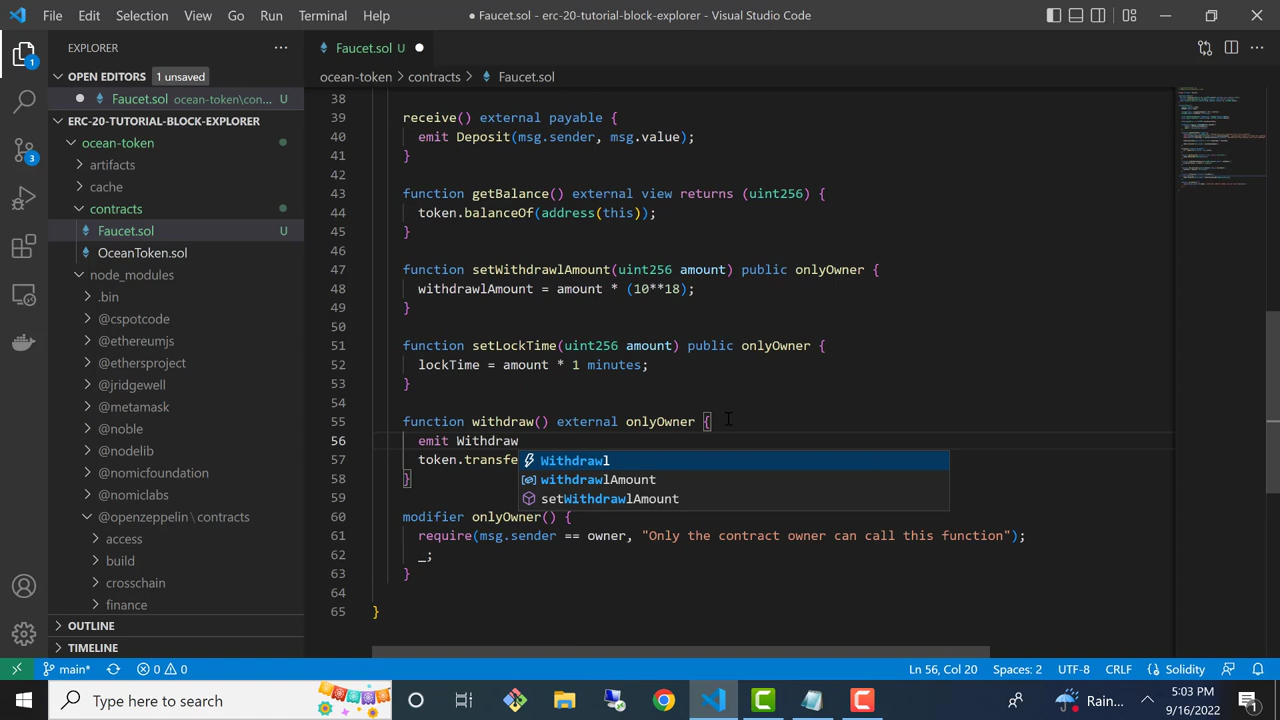 File Edit Selection View Go Run Terminal Help
● Faucet.sol - erc-20-tutorial-block-explorer - Visual Studio Code
EXPLORER
Faucet.sol U
OPEN EDITORS 1 unsaved
ocean-token > contracts > Faucet.sol
Faucet.sol ocean-token\con... U
ERC-20-TUTORIAL-BLOCK-EXPLORER
ocean-token
artifacts
cache
contracts
Faucet.sol U
OceanToken.sol
node_modules
.bin
@cspotcode
@ethereumjs
@ethersproject
@jridgewell
@metamask
@noble
@nodelib
@nomicfoundation
@nomiclabs
@openzeppelin \ contracts
access
build
crosschain
finance
OUTLINE
TIMELINE
1
3
38
39 receive() external payable {
40 emit Deposit(msg.sender, msg.value);
41 }
42
43 function getBalance() external view returns (uint256) {
44 token.balanceOf(address(this));
45 }
46
47 function setWithdrawlAmount(uint256 amount) public onlyOwner {
48 withdrawlAmount = amount * (10**18);
49 }
50
51 function setLockTime(uint256 amount) public onlyOwner {
52 lockTime = amount * 1 minutes;
53 }
54
55 function withdraw() external onlyOwner {
56 emit Withdraw
57 token.transfe
Withdrawl
withdrawlAmount
setWithdrawlAmount
58 }
59
60 modifier onlyOwner() {
61 require(msg.sender == owner, "Only the contract owner can call this function");
62 _;
63 }
64
65 }
main* 0 0 Ln 56, Col 20 Spaces: 2 UTF-8 CRLF Solidity
Type here to search
Rain...
5:03 PM
9/16/2022
1